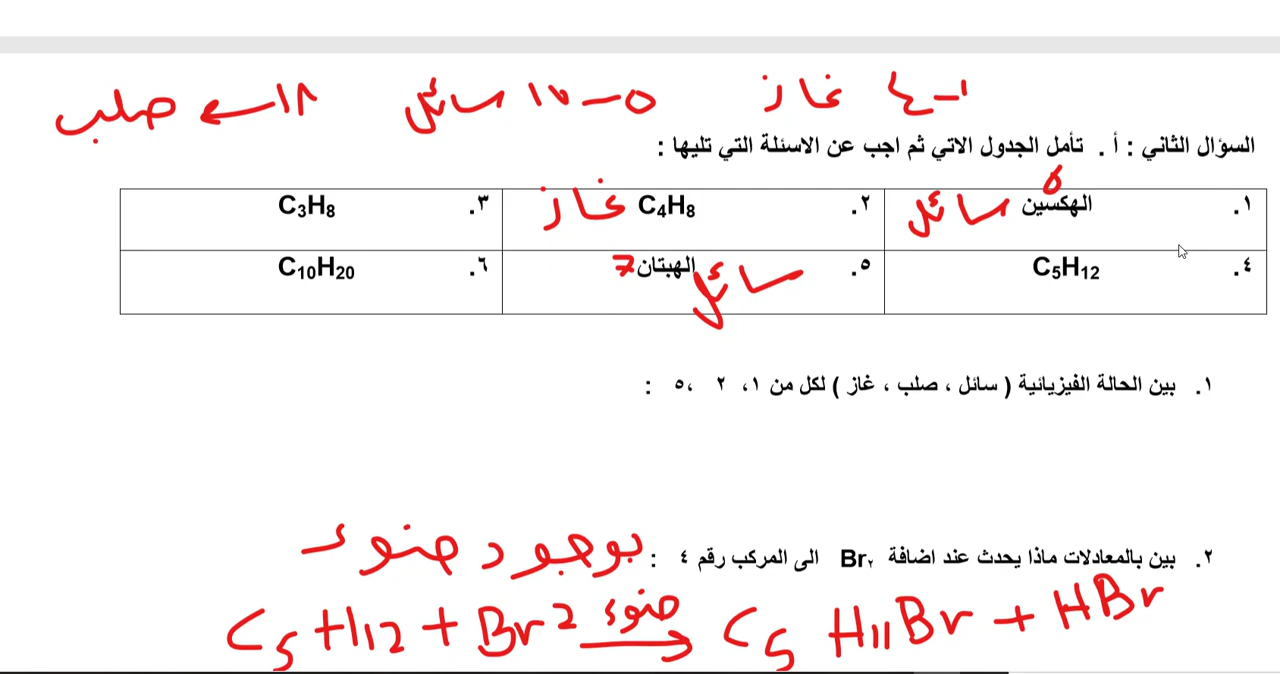 ١-٤ غاز ٥-١٧ سائل ١٨ ← صلب
السؤال الثاني : أ . تأمل الجدول الاتي ثم اجب عن الاسئلة التي تليها :
١. الهكسين سائل ٢. C₄H₈ غاز ٣. C₃H₈
٤. C₅H₁₂ ٥. الهبتان 7 سائل ٦. C₁₀H₂₀
١. بين الحالة الفيزيائية ( سائل ، صلب ، غاز ) لكل من ١، ٢ ،٥ :
٢. بين بالمعادلات ماذا يحدث عند اضافة Br₂ الى المركب رقم ٤ : بوجود ضوء
C5H12 + Br2 ضوء → C5H11Br + HBr